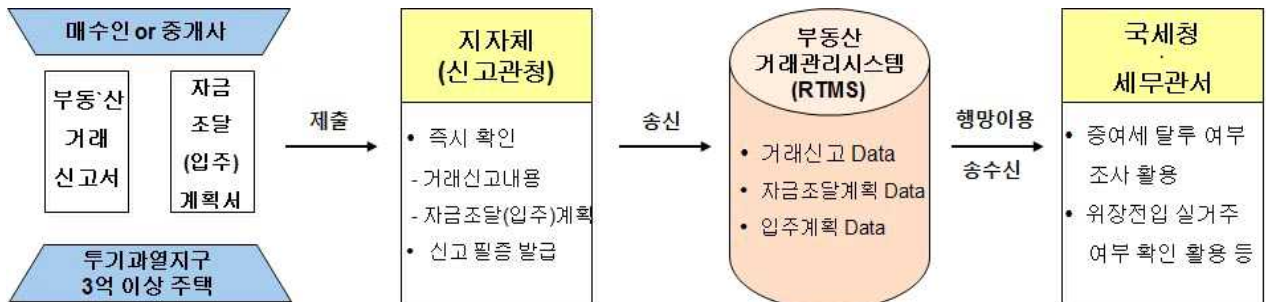 매수인 or 중개사
부동`산
거래
신고서
자금
조달
(입주)
계획서
투기과열지구
3억 이상 주택
제출
지자체
(신고관청)
• 즉시 확인
- 거래신고내용
- 자금조달(입주)계획
• 신고 필증 발급
송신
부동산
거래관리시스템
(RTMS)
• 거래신고 Data
• 자금조달계획 Data
• 입주계획 Data
행망이용
송수신
국세청
·
세무관서
• 증여세 탈루 여부
조사 활용
• 위장전입 실거주
여부 확인 활용 등